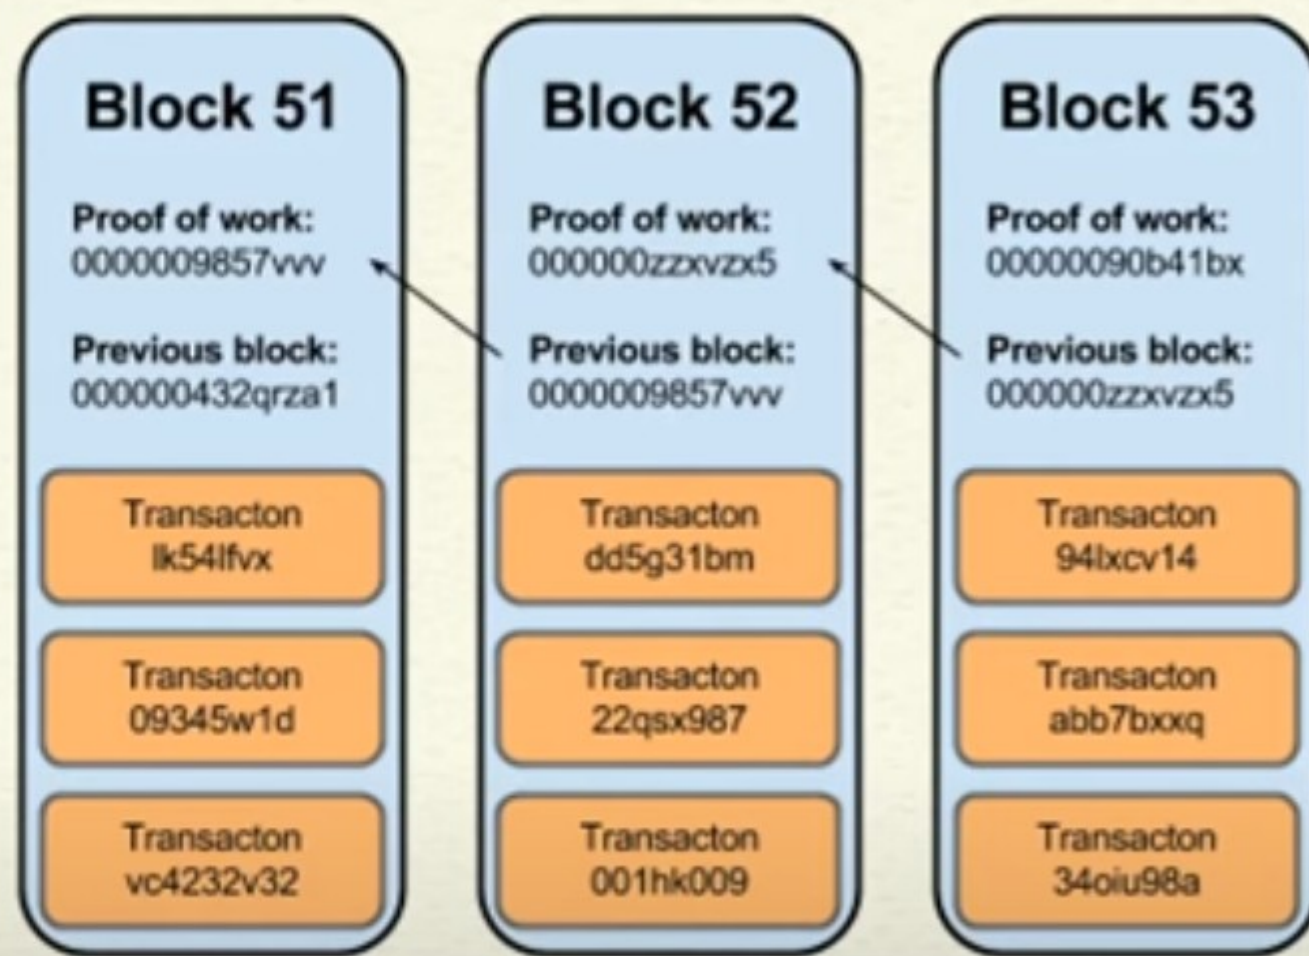 Block 51
Proof of work:
0000009857vvv
Previous block:
000000432qrza1
Transacton
lk54lfvx
Transacton
09345w1d
Transacton
vc4232v32
Block 52
Proof of work:
000000zzxvzx5
Previous block:
0000009857vvv
Transacton
dd5g31bm
Transacton
22qsx987
Transacton
001hk009
Block 53
Proof of work:
00000090b41bx
Previous block:
000000zzxvzx5
Transacton
94lxcv14
Transacton
abb7bxxq
Transacton
34oiu98a